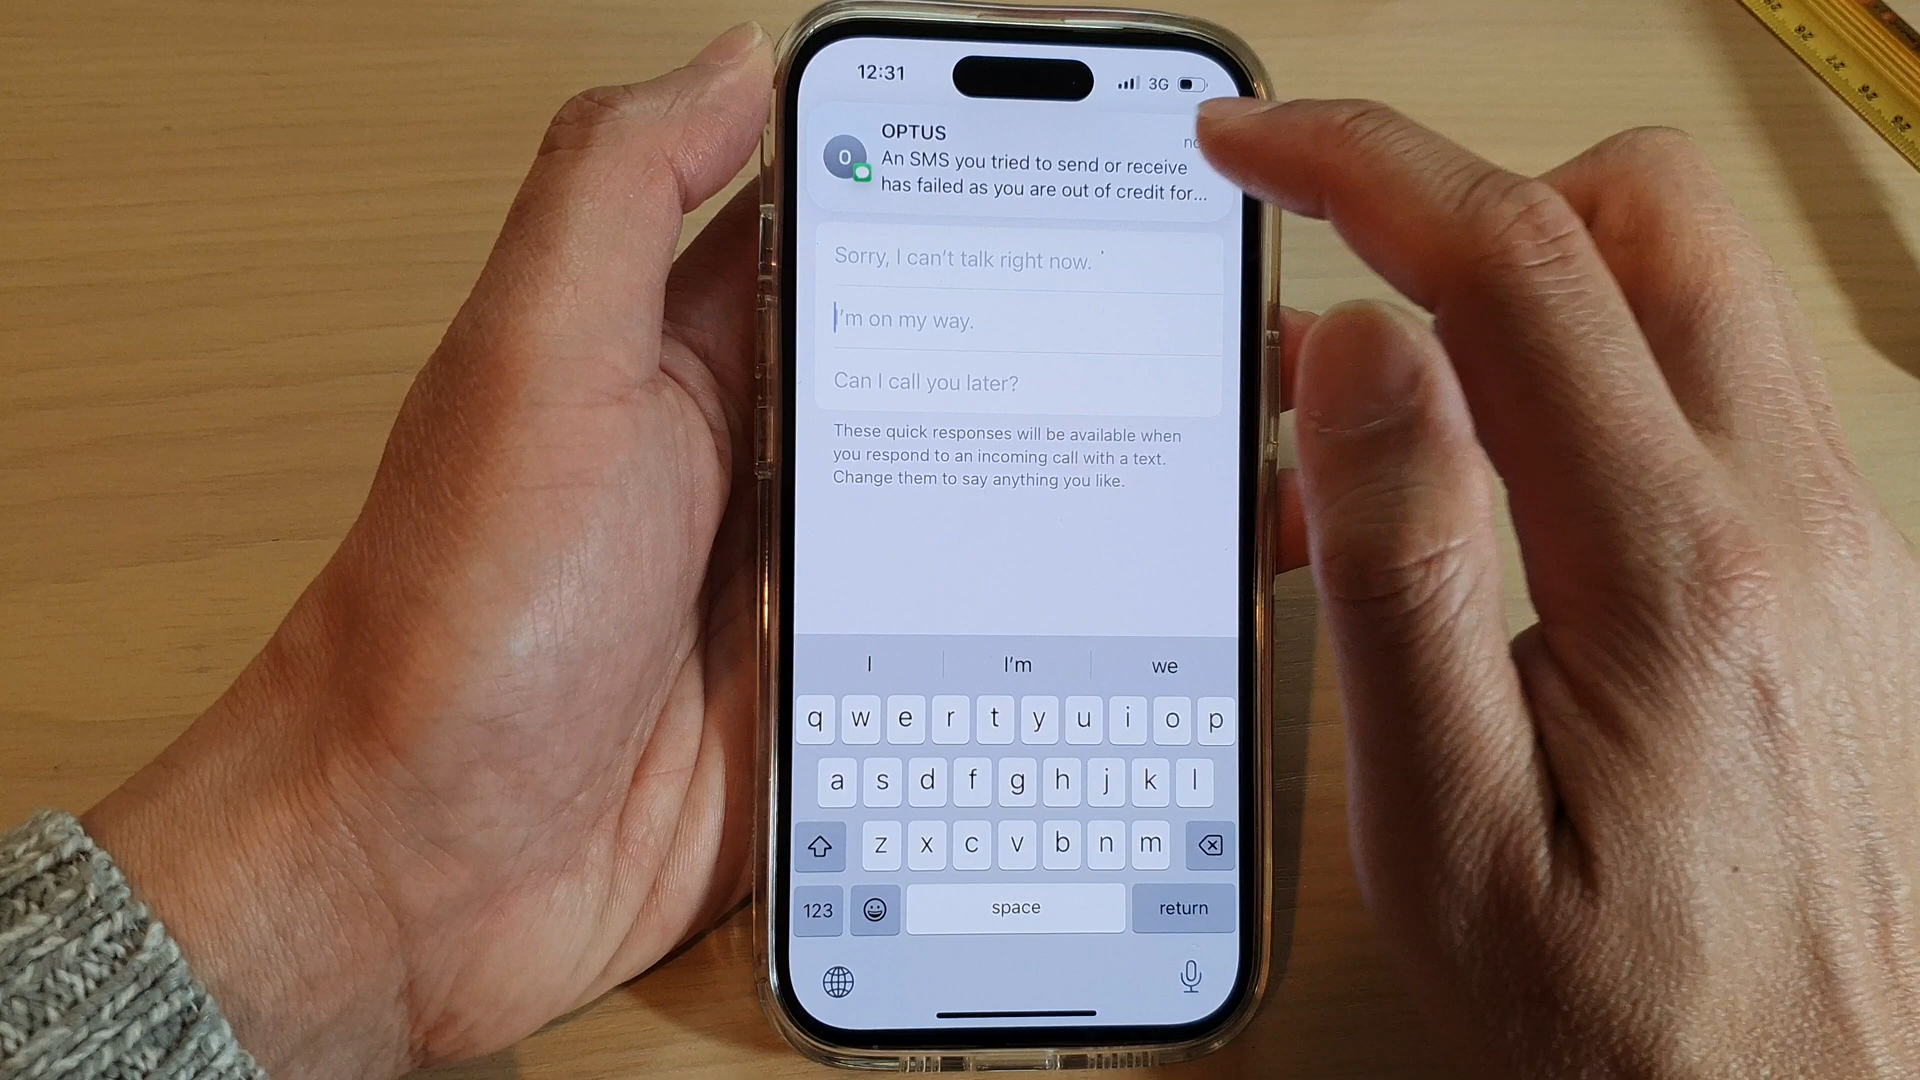 12:31
3G
OPTUS
O
An SMS you tried to send or receive
has failed as you are out of credit for...
Sorry, I can't talk right now.
I'm on my way.
Can I call you later?
These quick responses will be available when
you respond to an incoming call with a text.
Change them to say anything you like.
I I'm we
q w e r t y u i o p
a s d f g h j k l
z x c v b n m
123 space return